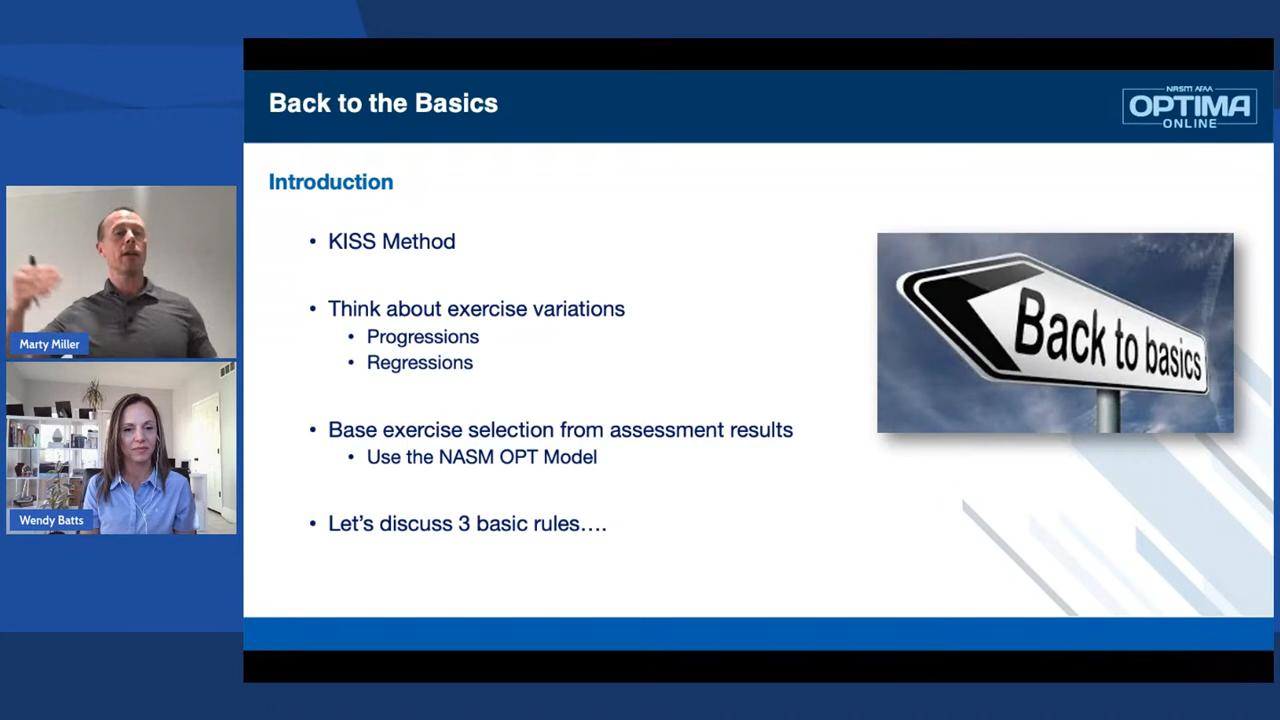 Back to the Basics
NASM AFAA
OPTIMA
ONLINE
Introduction
• KISS Method
• Think about exercise variations
• Progressions
• Regressions
• Base exercise selection from assessment results
• Use the NASM OPT Model
• Let's discuss 3 basic rules....
Back to basics
Marty Miller
Wendy Batts